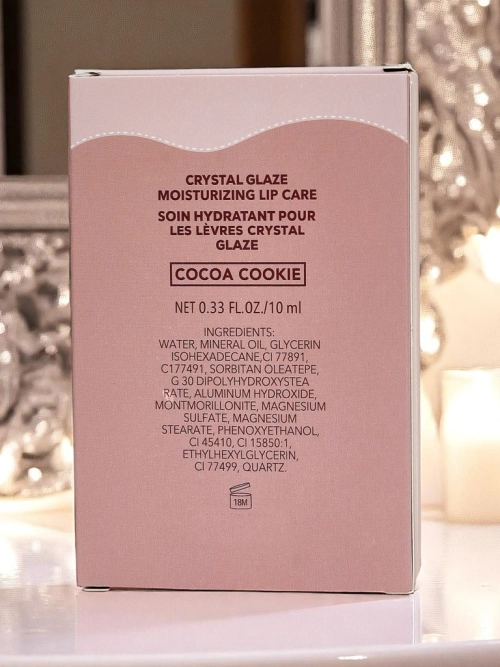 CRYSTAL GLAZE
MOISTURIZING LIP CARE
SOIN HYDRATANT POUR
LES LÈVRES CRYSTAL
GLAZE
COCOA COOKIE
NET 0.33 FL.OZ./10 ml
INGREDIENTS:
WATER, MINERAL OIL, GLYCERIN
ISOHEXADECANE,CI 77891,
C177491, SORBITAN OLEATEPE,
G 30 DIPOLYHYDROXYSTEA
RATE, ALUMINUM HYDROXIDE,
MONTMORILLONITE, MAGNESIUM
SULFATE, MAGNESIUM
STEARATE, PHENOXYETHANOL,
CI 45410, CI 15850:1,
ETHYLHEXYLGLYCERIN,
CI 77499, QUARTZ.
18M